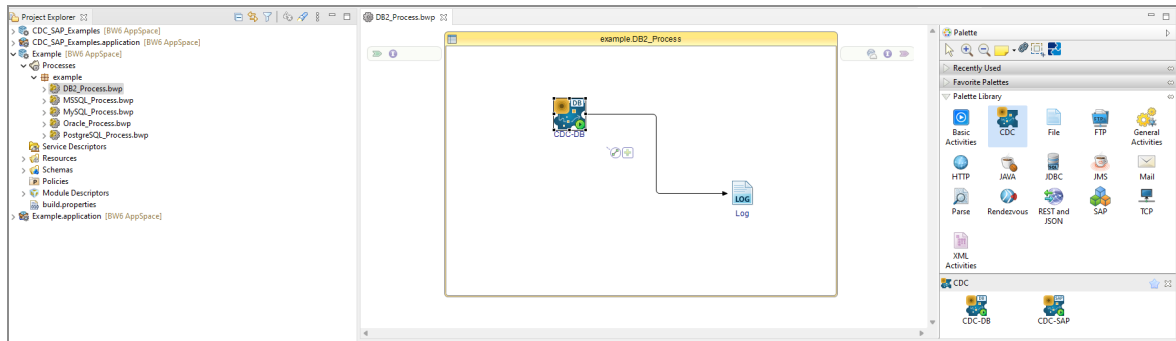 Project Explorer
CDC_SAP_Examples [BW6 AppSpace]
CDC_SAP_Examples.application [BW6 AppSpace]
Example [BW6 AppSpace]
Processes
example
DB2_Process.bwp
MSSQL_Process.bwp
MySQL_Process.bwp
Oracle_Process.bwp
PostgreSQL_Process.bwp
Service Descriptors
Resources
Schemas
Policies
Module Descriptors
build.properties
Example.application [BW6 AppSpace]
DB2_Process.bwp
example.DB2_Process
DB
CDC-DB
LOG
Log
Palette
Recently Used
Favorite Palettes
Palette Library
Basic Activities
CDC
File
FTP
General Activities
HTTP
JAVA
JDBC
JMS
Mail
Parse
Rendezvous
REST and JSON
SAP
TCP
XML Activities
CDC
CDC-DB
CDC-SAP